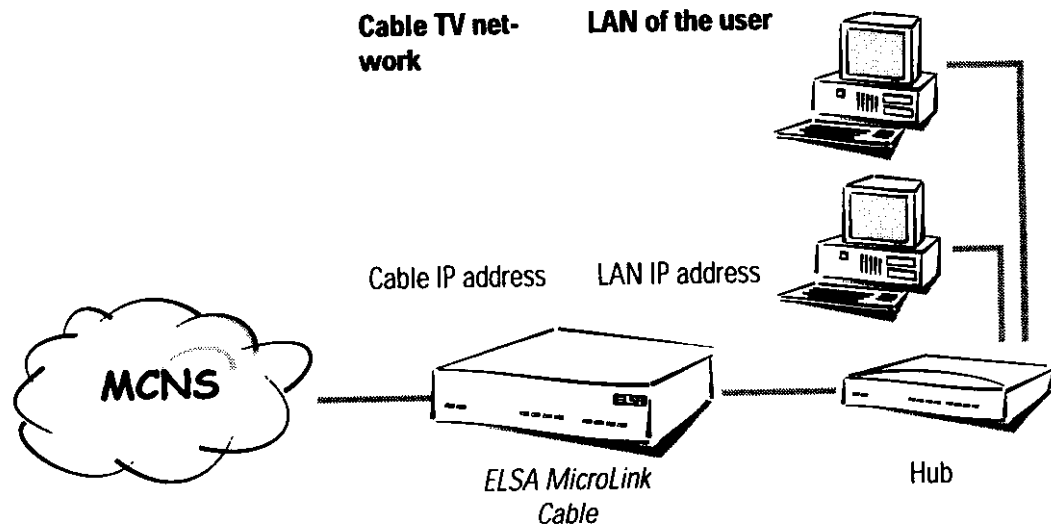 Cable TV net-
work
LAN of the user
Cable IP address
LAN IP address
MCNS
ELSA
ELSA MicroLink
Cable
Hub